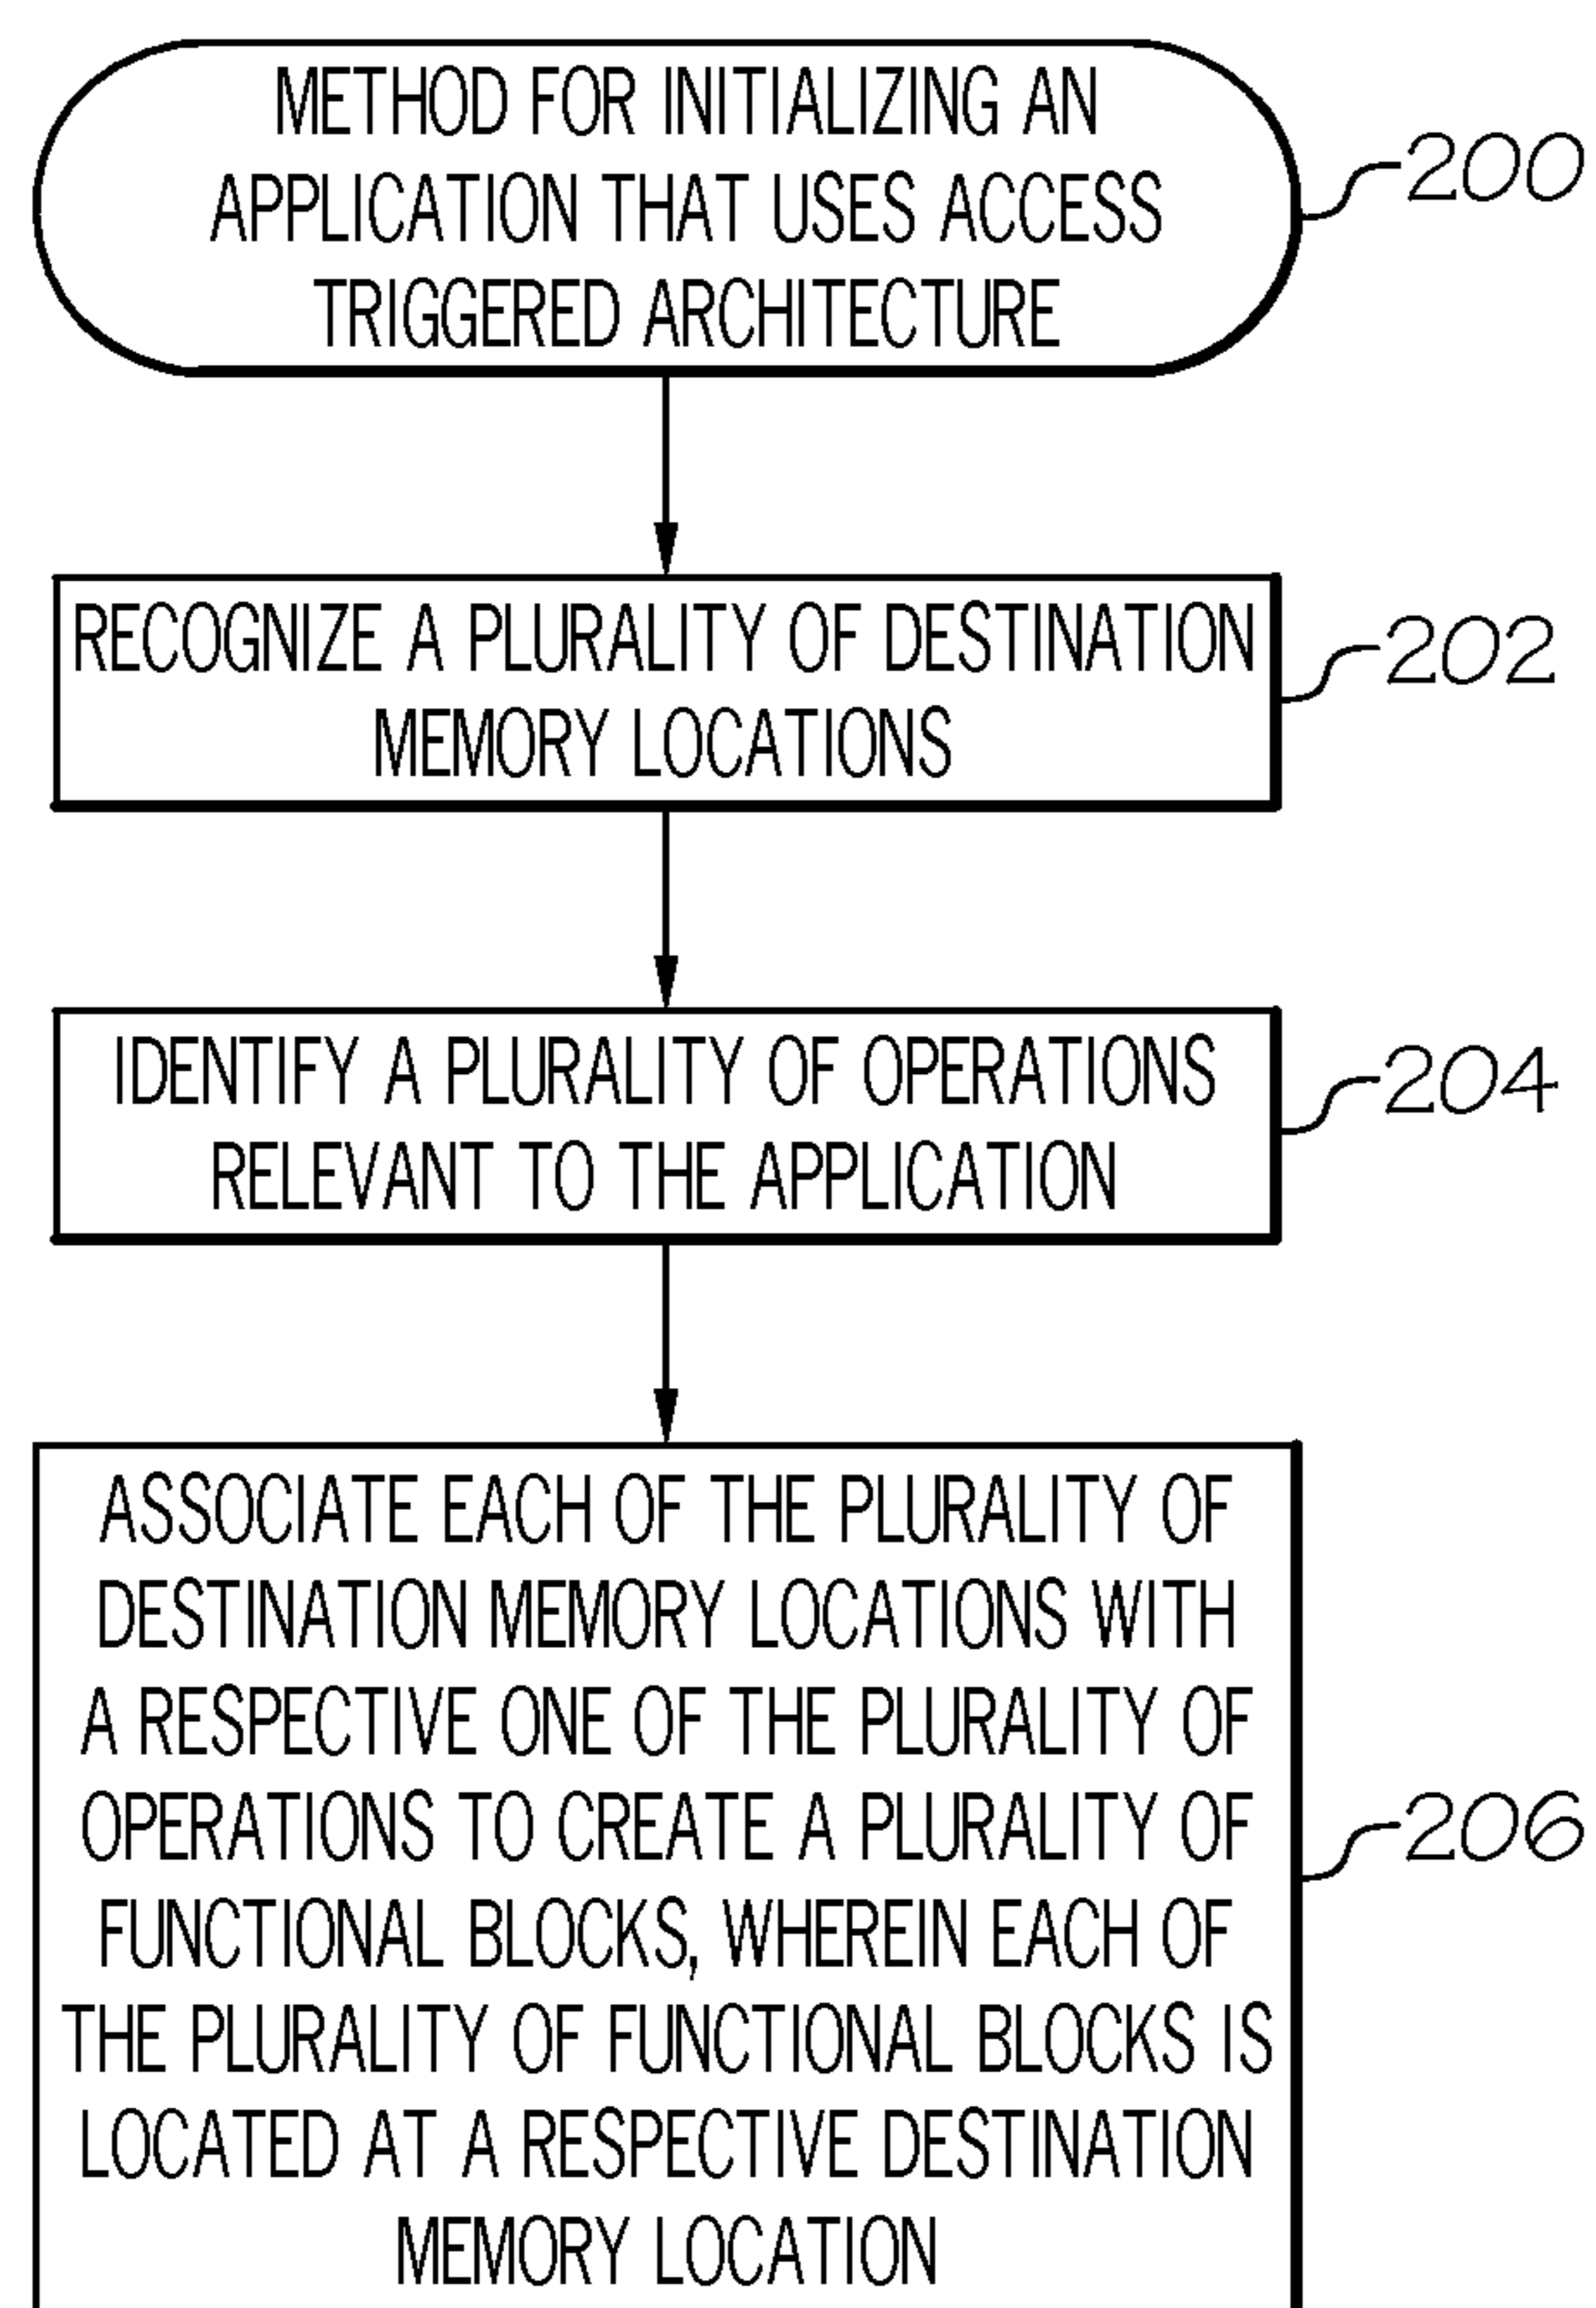 METHOD FOR INITIALIZING AN
APPLICATION THAT USES ACCESS
TRIGGERED ARCHITECTURE
200
RECOGNIZE A PLURALITY OF DESTINATION
MEMORY LOCATIONS
202
IDENTIFY A PLURALITY OF OPERATIONS
RELEVANT TO THE APPLICATION
204
ASSOCIATE EACH OF THE PLURALITY OF
DESTINATION MEMORY LOCATIONS WITH
A RESPECTIVE ONE OF THE PLURALITY OF
OPERATIONS TO CREATE A PLURALITY OF
FUNCTIONAL BLOCKS, WHEREIN EACH OF
THE PLURALITY OF FUNCTIONAL BLOCKS IS
LOCATED AT A RESPECTIVE DESTINATION
MEMORY LOCATION
206